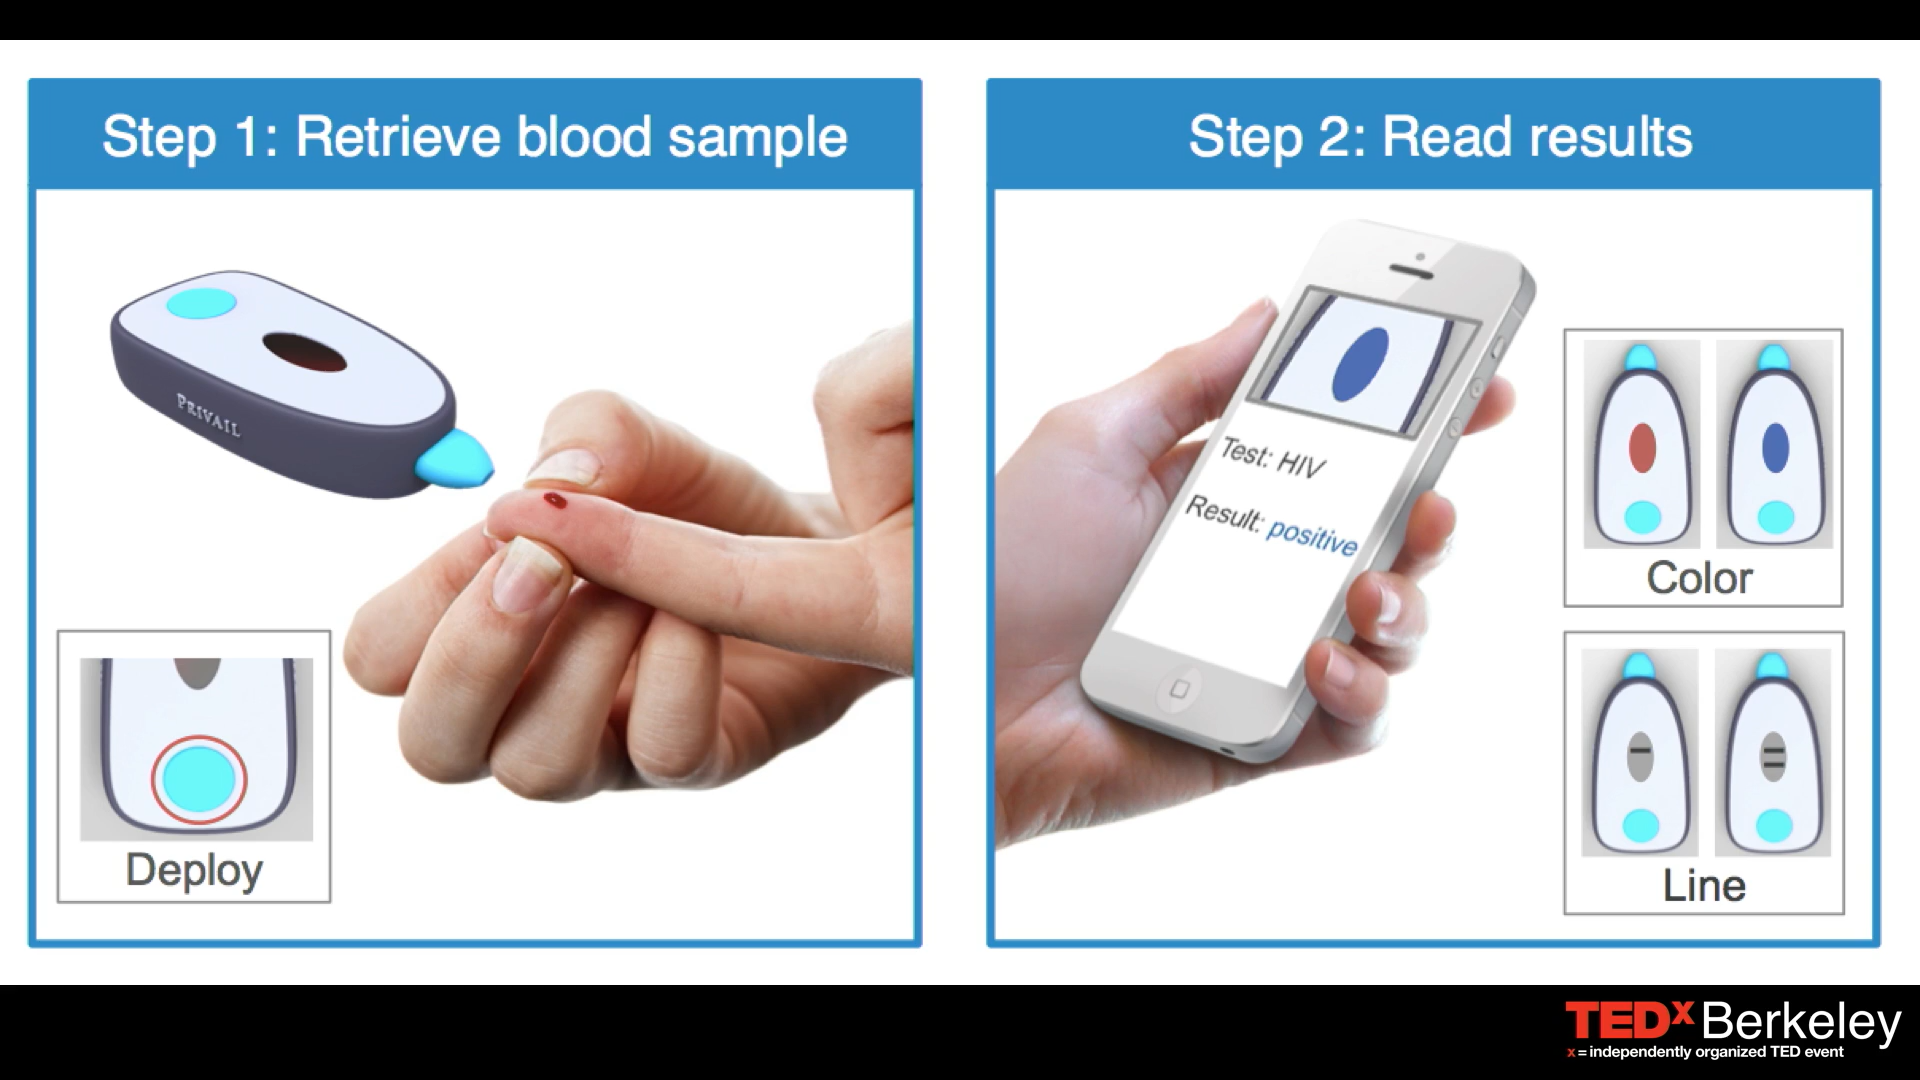 Step 1: Retrieve blood sample
PRIVAIL
Deploy
Step 2: Read results
Test: HIV
Result: positive
Color
Line
TEDx Berkeley
x = independently organized TED event